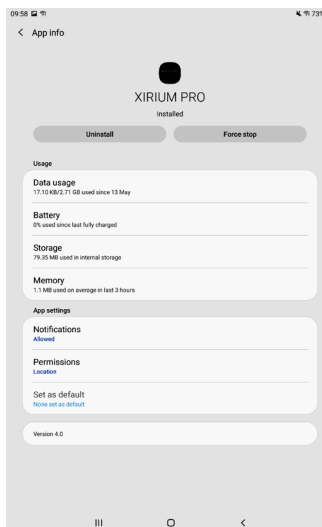 09:58 73%
App info
XIRIUM PRO
Installed
Uninstall Force stop
Usage
Data usage
17.10 KB/2.71 GB used since 13 May
Battery
0% used since last fully charged
Storage
79.35 MB used in internal storage
Memory
1.1 MB used on average in last 3 hours
App settings
Notifications
Allowed
Permissions
Location
Set as default
None set as default
Version 4.0